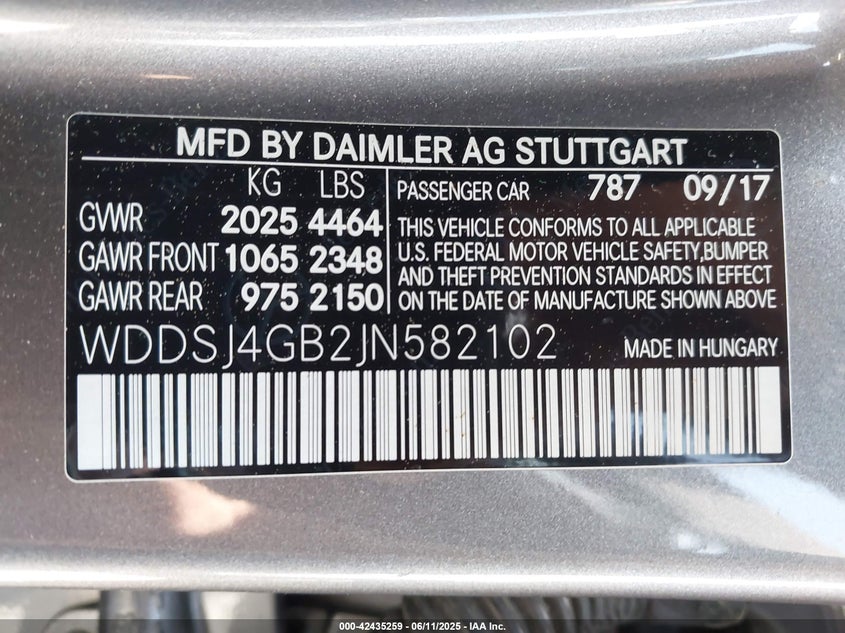 MFD BY DAIMLER AG STUTTGART
KG LBS
GVWR 2025 4464
GAWR FRONT 1065 2348
GAWR REAR 975 2150
PASSENGER CAR 787 09/17
THIS VEHICLE CONFORMS TO ALL APPLICABLE
U.S. FEDERAL MOTOR VEHICLE SAFETY,BUMPER
AND THEFT PREVENTION STANDARDS IN EFFECT
ON THE DATE OF MANUFACTURE SHOWN ABOVE
WDDSJ4GB2JN582102 MADE IN HUNGARY
000-42435259 - 06/11/2025 - IAA Inc.